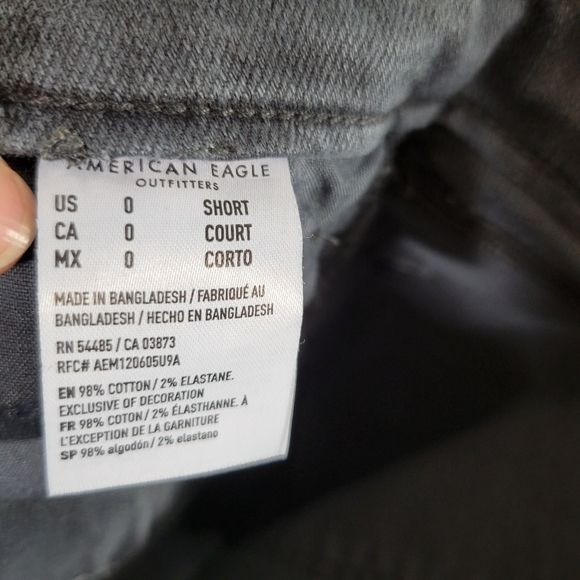 AMERICAN EAGLE
OUTFITTERS
US 0 SHORT
CA 0 COURT
MX 0 CORTO
MADE IN BANGLADESH / FABRIQUÉ AU
BANGLADESH / HECHO EN BANGLADESH
RN 54485 / CA 03873
RFC# AEM120605U9A
EN 98% COTTON / 2% ELASTANE.
EXCLUSIVE OF DECORATION
FR 98% COTON / 2% ÉLASTHANNE. À
L'EXCEPTION DE LA GARNITURE
SP 98% algodón / 2% elastano